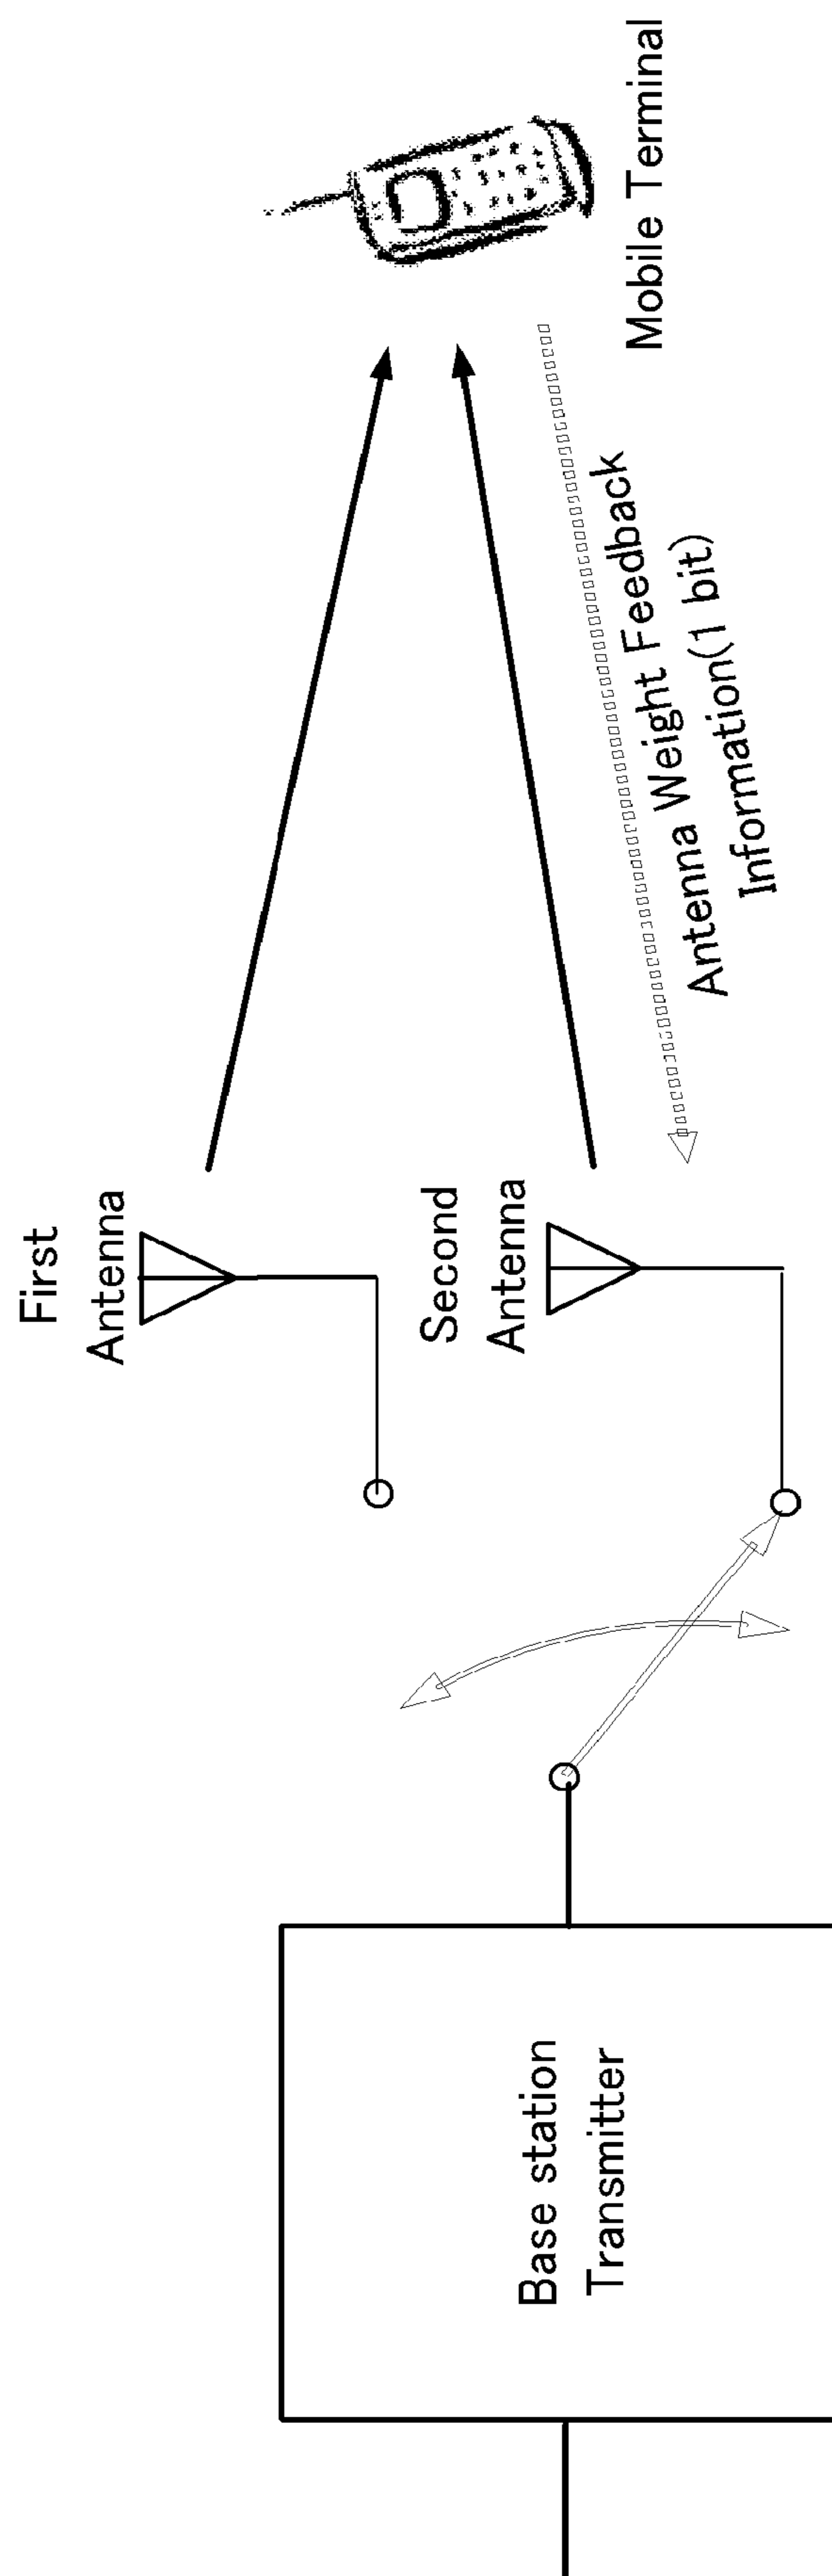 First
Antenna
Second
Antenna
Mobile Terminal
Antenna Weight Feedback
Information(1 bit)
Base station
Transmitter